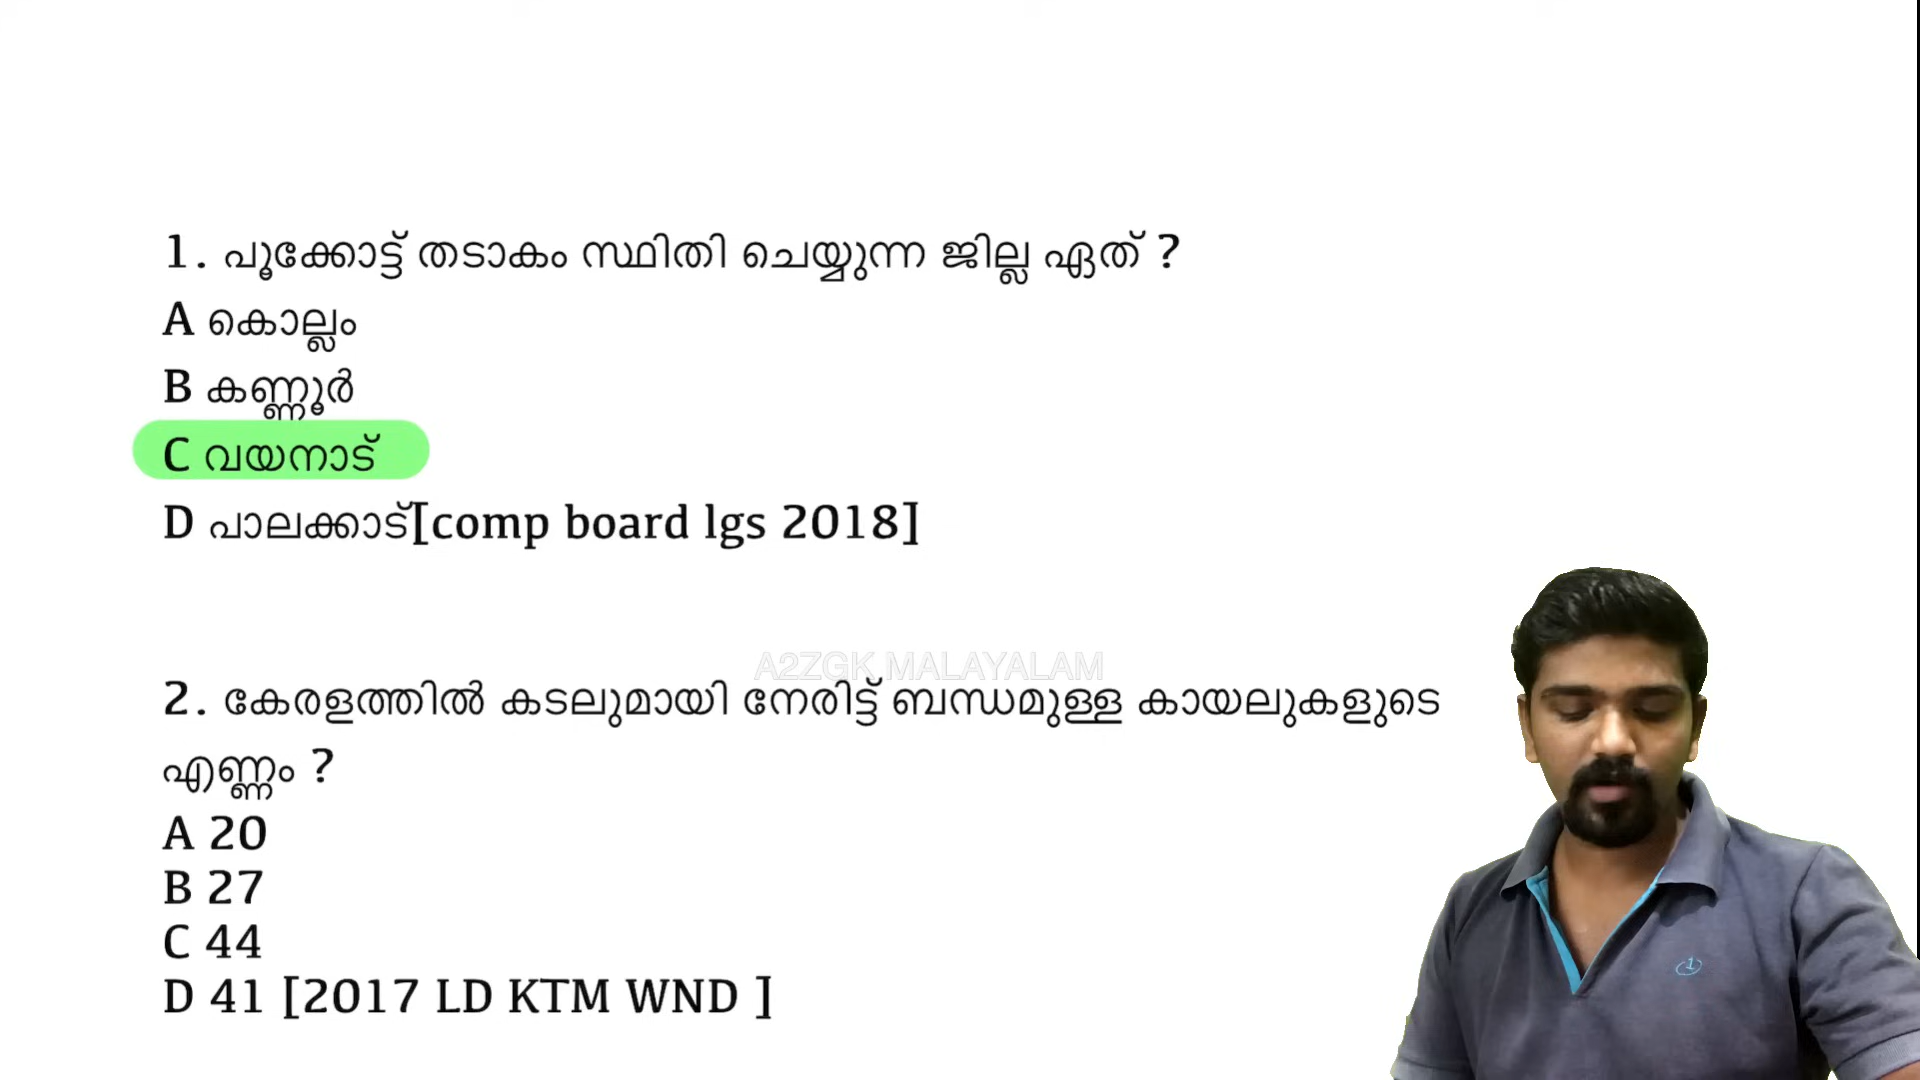 1. പൂക്കോട്ട് തടാകം സ്ഥിതി ചെയ്യുന്ന ജില്ല ഏത് ?
A കൊല്ലം
B കണ്ണൂർ
C വയനാട്
D പാലക്കാട്[comp board lgs 2018]
A2ZGK MALAYALAM
2. കേരളത്തിൽ കടലുമായി നേരിട്ട് ബന്ധമുള്ള കായലുകളുടെ
എണ്ണം ?
A 20
B 27
C 44
D 41 [2017 LD KTM WND ]